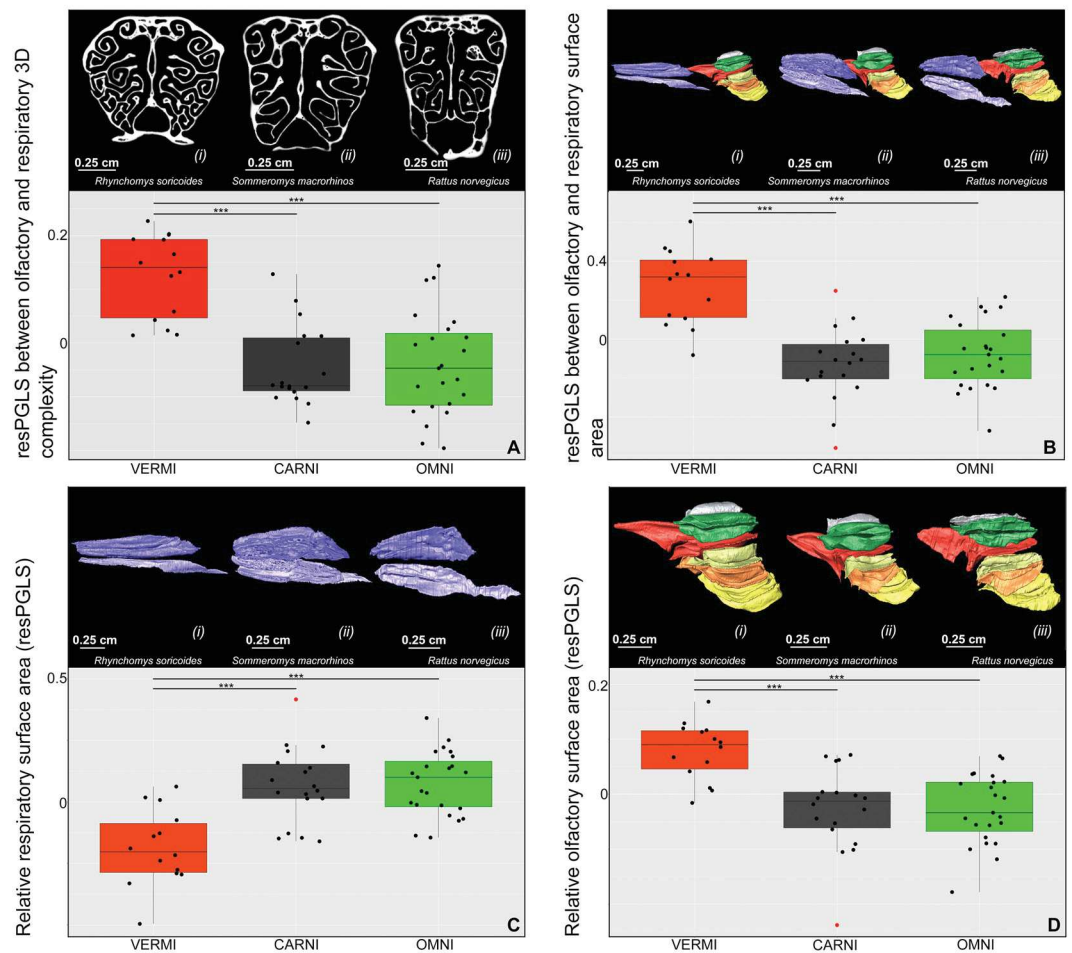 resPGLS between olfactory and respiratory 3D
complexity
0.25 cm
(i)
Rhynchomys soricoides
0.25 cm
(ii)
Sommeromys macrorhinos
0.25 cm
(iii)
Rattus norvegicus
***
***
0.2
0
A
VERMI
CARNI
OMNI
resPGLS between olfactory and respiratory surface
area
0.25 cm
(i)
Rhynchomys soricoides
0.25 cm
(ii)
Sommeromys macrorhinos
0.25 cm
(iii)
Rattus norvegicus
***
***
0.4
0
B
VERMI
CARNI
OMNI
Relative respiratory surface area (resPGLS)
0.25 cm
(i)
Rhynchomys soricoides
0.25 cm
(ii)
Sommeromys macrorhinos
0.25 cm
(iii)
Rattus norvegicus
0.5
***
***
0
C
VERMI
CARNI
OMNI
Relative olfactory surface area (resPGLS)
0.25 cm
(i)
Rhynchomys soricoides
0.25 cm
(ii)
Sommeromys macrorhinos
0.25 cm
(iii)
Rattus norvegicus
0.2
***
***
0
D
VERMI
CARNI
OMNI